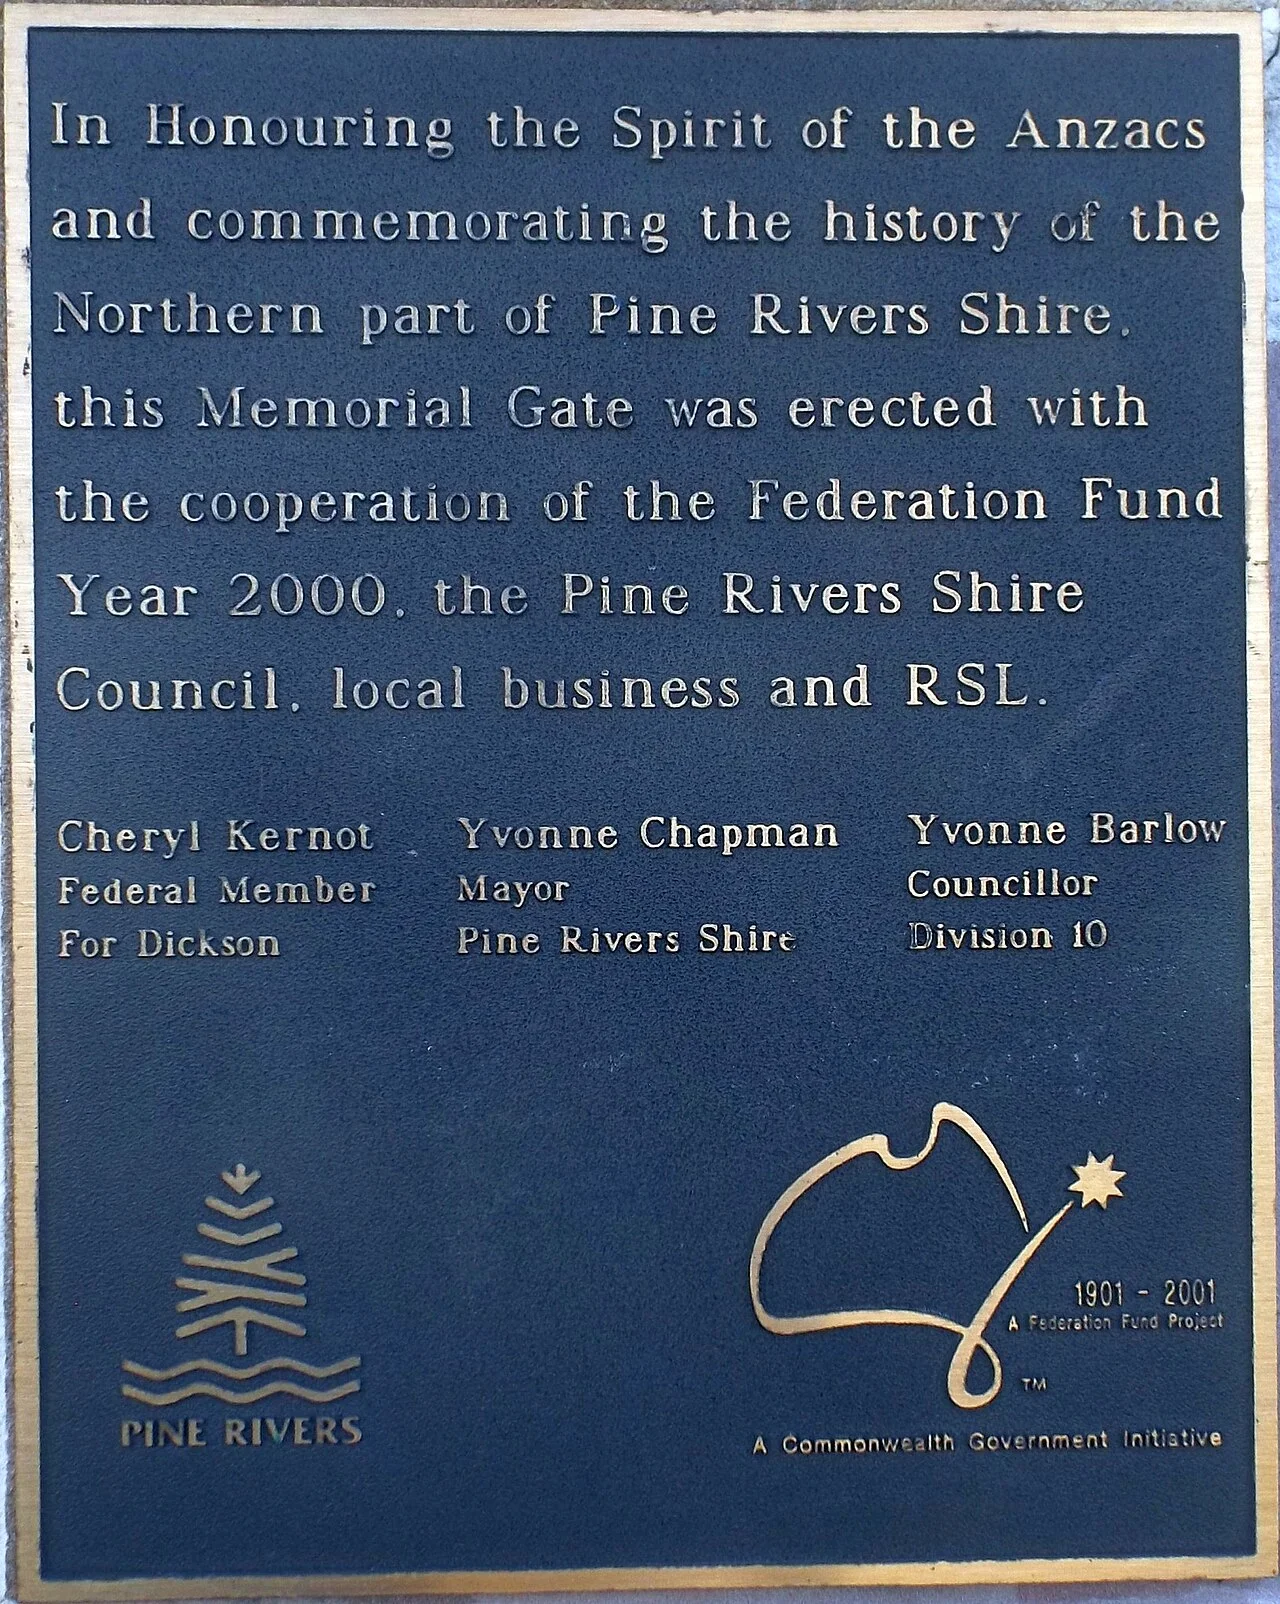 In Honouring the Spirit of the Anzacs
and commemorating the history of the
Northern part of Pine Rivers Shire,
this Memorial Gate was erected with
the cooperation of the Federation Fund
Year 2000, the Pine Rivers Shire
Council, local business and RSL.
Cheryl Kernot
Federal Member
For Dickson
Yvonne Chapman
Mayor
Pine Rivers Shire
Yvonne Barlow
Councillor
Division 10
PINE RIVERS
1901 - 2001
A Federation Fund Project
TM
A Commonwealth Government Initiative